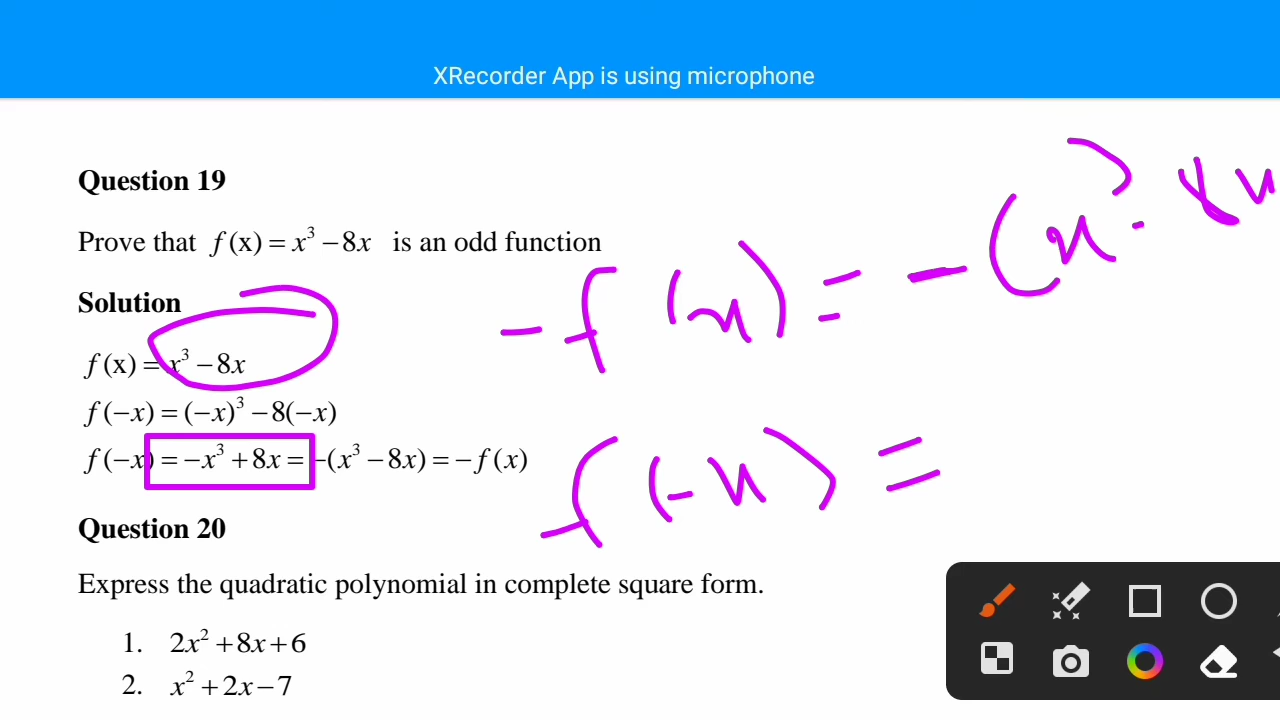 XRecorder App is using microphone
Question 19
Prove that f(x) = x³ − 8x is an odd function
Solution
f(x) = x³ − 8x
f(−x) = (−x)³ − 8(−x)
f(−x) = −x³ + 8x = −(x³ − 8x) = −f(x)
−f(x) = −(x³ − 8x
f(−x) =
Question 20
Express the quadratic polynomial in complete square form.
1. 2x² + 8x + 6
2. x² + 2x − 7